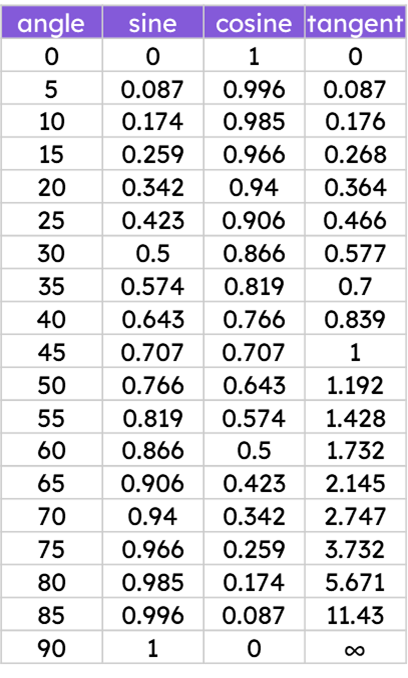 angle sine cosine tangent
0 0 1 0
5 0.087 0.996 0.087
10 0.174 0.985 0.176
15 0.259 0.966 0.268
20 0.342 0.94 0.364
25 0.423 0.906 0.466
30 0.5 0.866 0.577
35 0.574 0.819 0.7
40 0.643 0.766 0.839
45 0.707 0.707 1
50 0.766 0.643 1.192
55 0.819 0.574 1.428
60 0.866 0.5 1.732
65 0.906 0.423 2.145
70 0.94 0.342 2.747
75 0.966 0.259 3.732
80 0.985 0.174 5.671
85 0.996 0.087 11.43
90 1 0 ∞